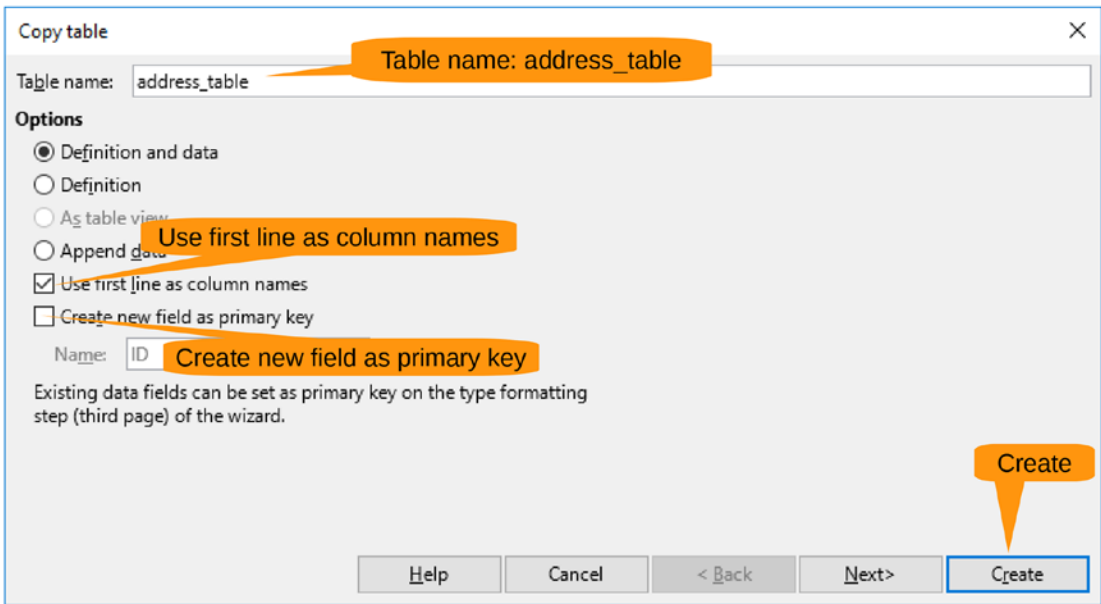 Copy table
Table name: address_table
Table name: address_table
Options
Definition and data
Definition
As table view
Use first line as column names
Append data
Use first line as column names
Create new field as primary key
Name: ID
Create new field as primary key
Existing data fields can be set as primary key on the type formatting
step (third page) of the wizard.
Create
Help Cancel < Back Next> Create